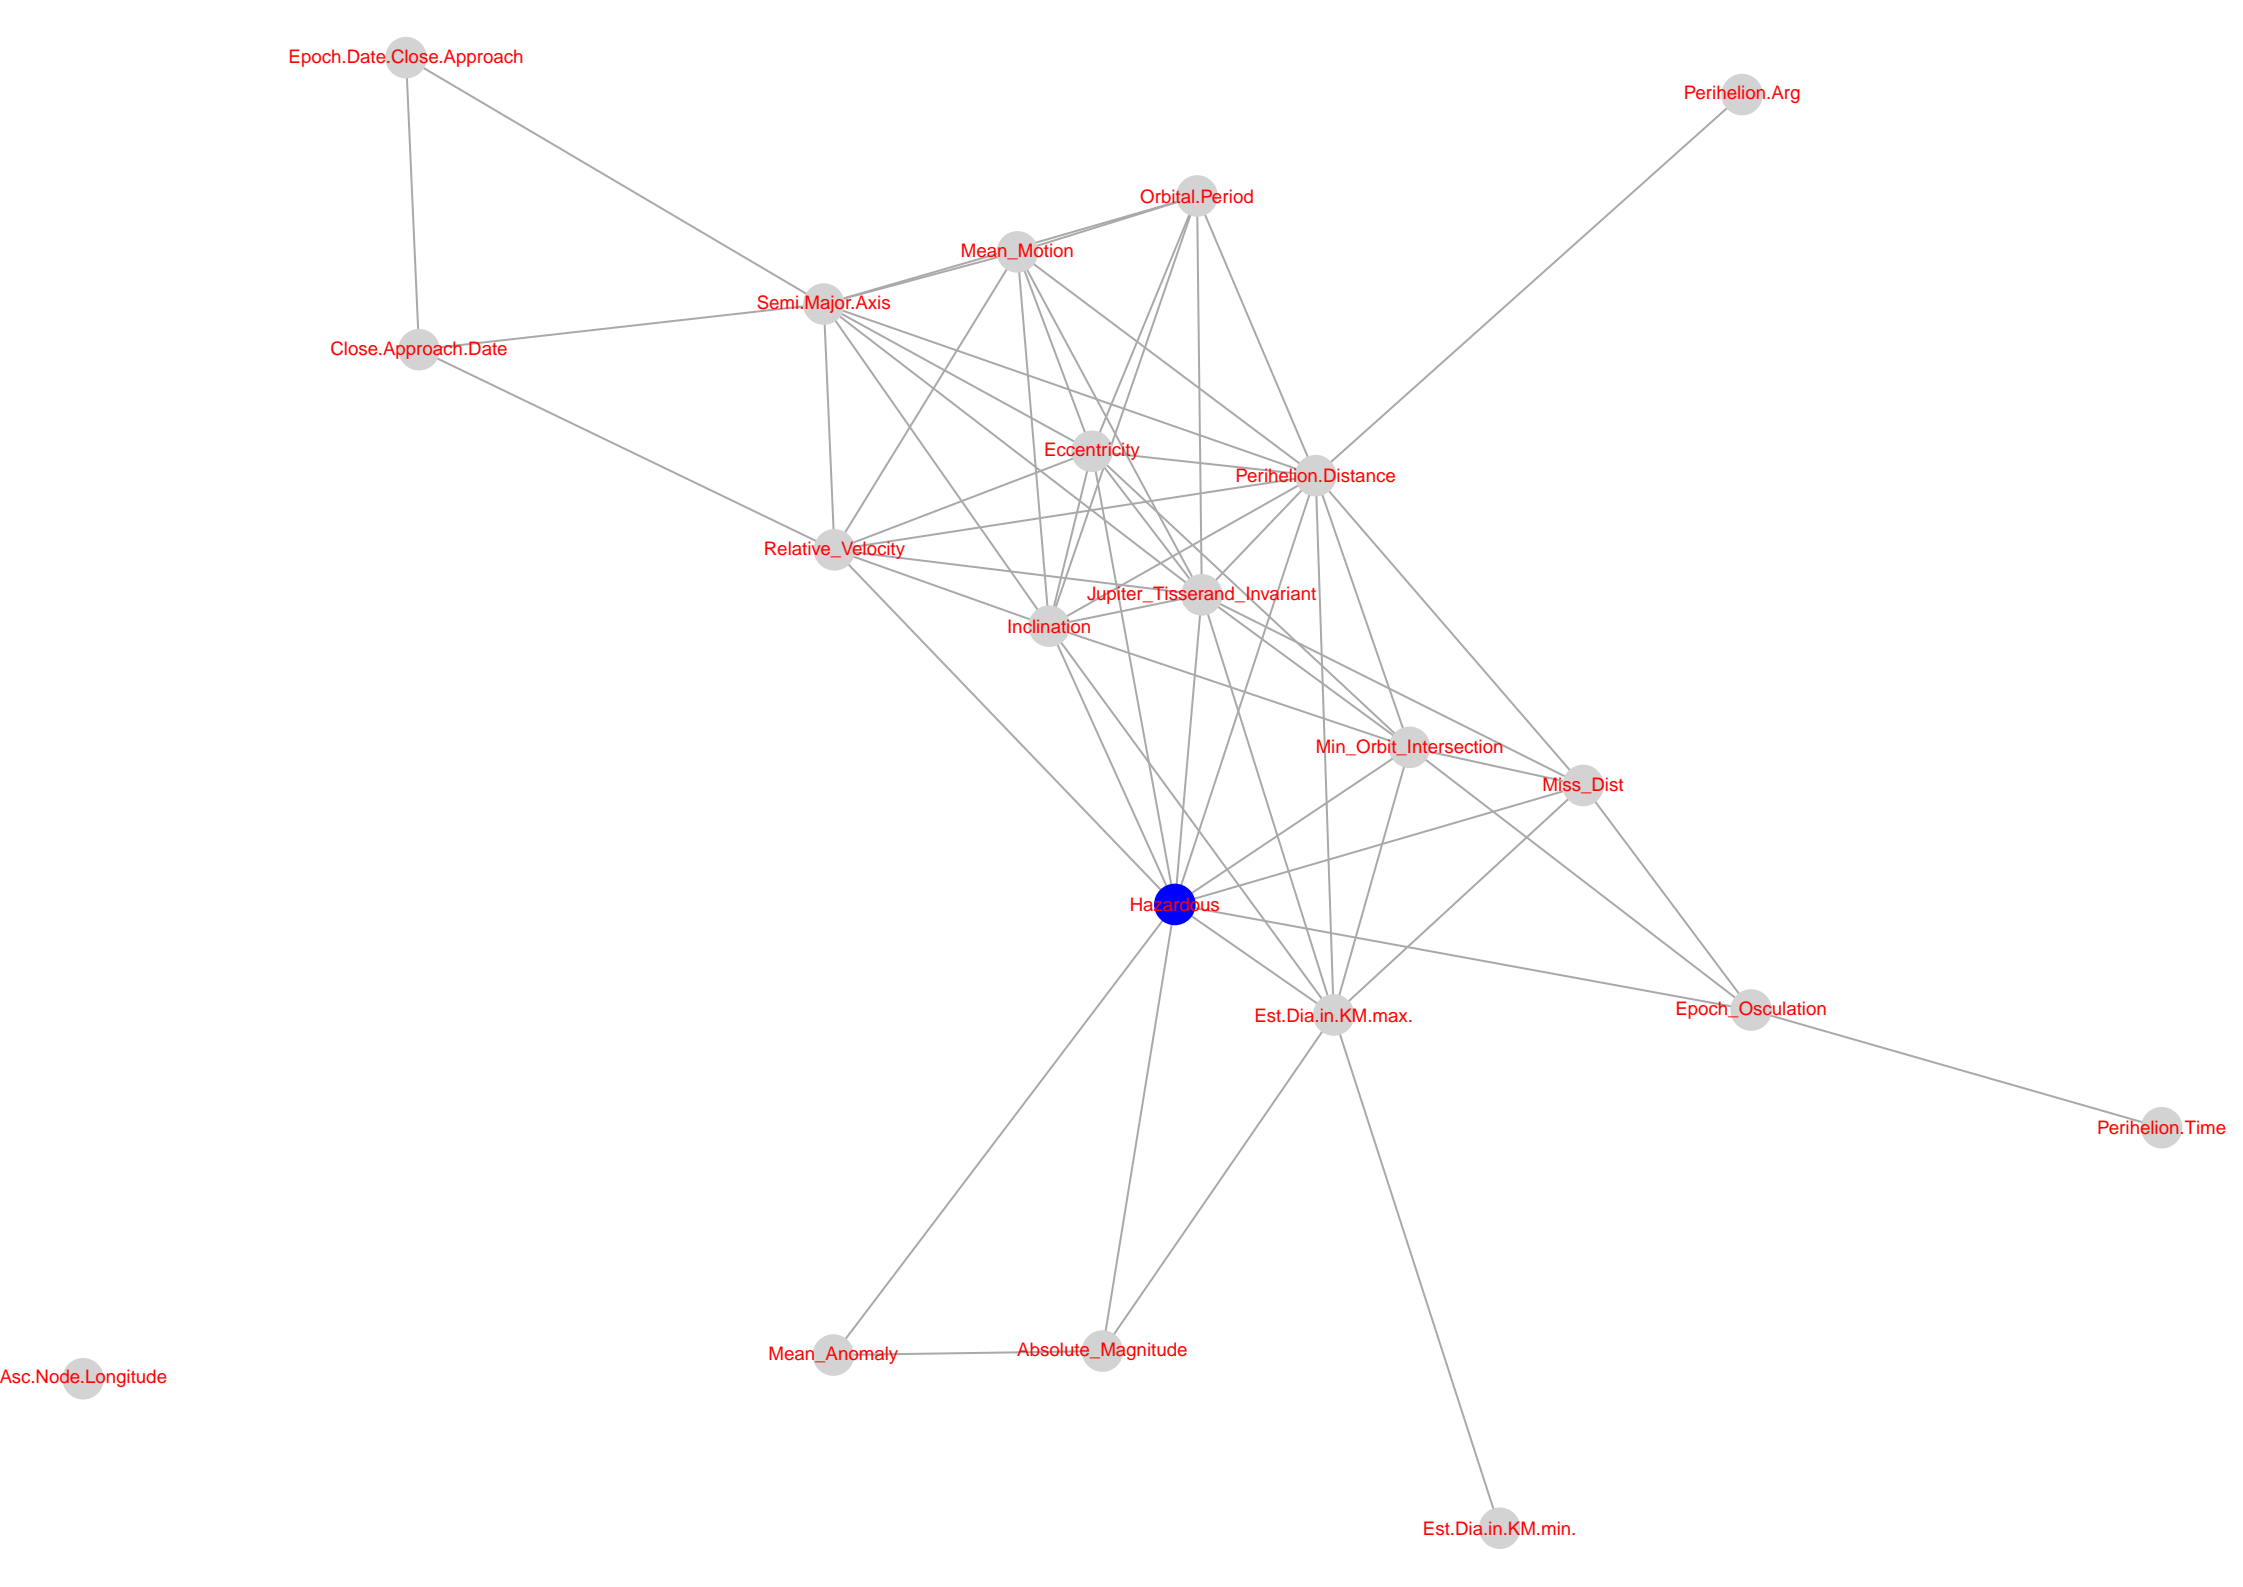 Epoch.Date.Close.Approach
Perihelion.Arg
Orbital.Period
Mean_Motion
Semi.Major.Axis
Close.Approach.Date
Eccentricity
Perihelion.Distance
Relative_Velocity
Jupiter_Tisserand_Invariant
Inclination
Min_Orbit_Intersection
Miss_Dist
Hazardous
Epoch_Osculation
Est.Dia.in.KM.max.
Perihelion.Time
Absolute_Magnitude
Mean_Anomaly
Asc.Node.Longitude
Est.Dia.in.KM.min.